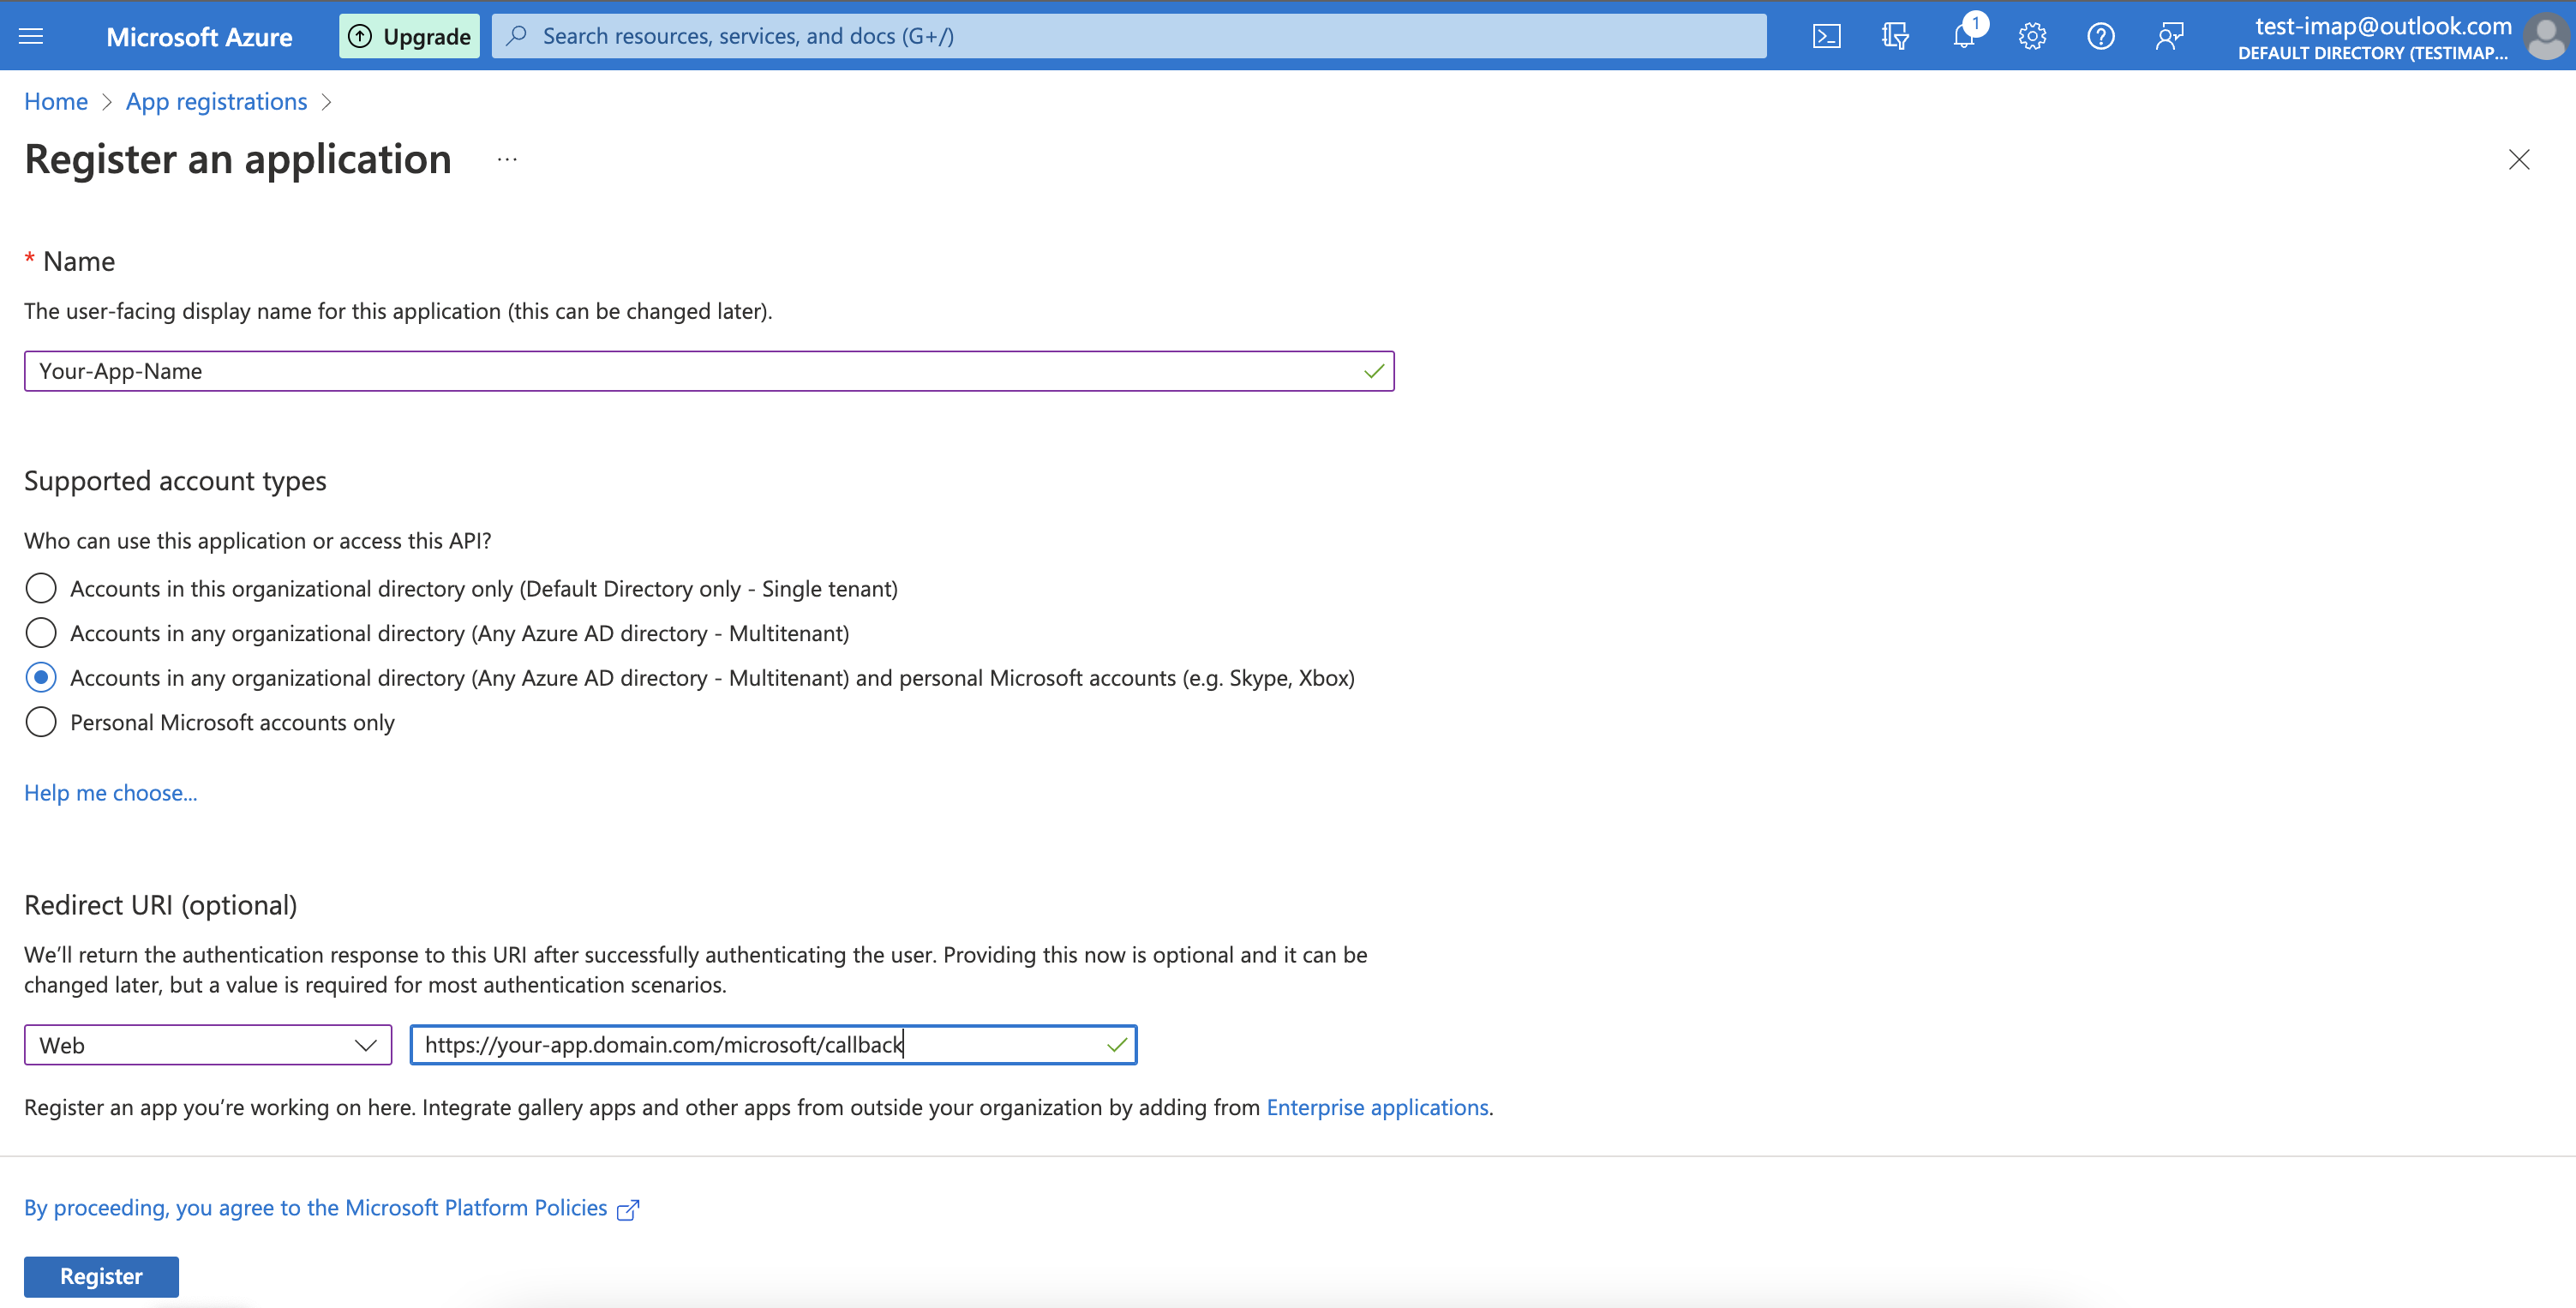 Microsoft Azure
Upgrade
Search resources, services, and docs (G+/)
1
test-imap@outlook.com
DEFAULT DIRECTORY (TESTIMAP...
Home > App registrations >
Register an application ...
* Name
The user-facing display name for this application (this can be changed later).
Your-App-Name
Supported account types
Who can use this application or access this API?
Accounts in this organizational directory only (Default Directory only - Single tenant)
Accounts in any organizational directory (Any Azure AD directory - Multitenant)
Accounts in any organizational directory (Any Azure AD directory - Multitenant) and personal Microsoft accounts (e.g. Skype, Xbox)
Personal Microsoft accounts only
Help me choose...
Redirect URI (optional)
We’ll return the authentication response to this URI after successfully authenticating the user. Providing this now is optional and it can be
changed later, but a value is required for most authentication scenarios.
Web
https://your-app.domain.com/microsoft/callback
Register an app you’re working on here. Integrate gallery apps and other apps from outside your organization by adding from Enterprise applications.
By proceeding, you agree to the Microsoft Platform Policies
Register